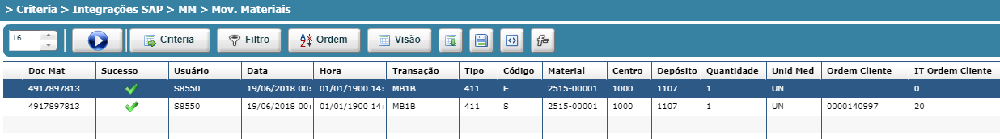 > Criteria > Integrações SAP > MM > Mov. Materiais
16 Criteria Filtro Ordem Visão
Doc Mat Sucesso Usuário Data Hora Transação Tipo Código Material Centro Depósito Quantidade Unid Med Ordem Cliente IT Ordem Cliente
4917897813 S8550 19/06/2018 00: 01/01/1900 14: MB1B 411 E 2515-00001 1000 1107 1 UN 0
4917897813 S8550 19/06/2018 00: 01/01/1900 14: MB1B 411 S 2515-00001 1000 1107 1 UN 0000140997 20